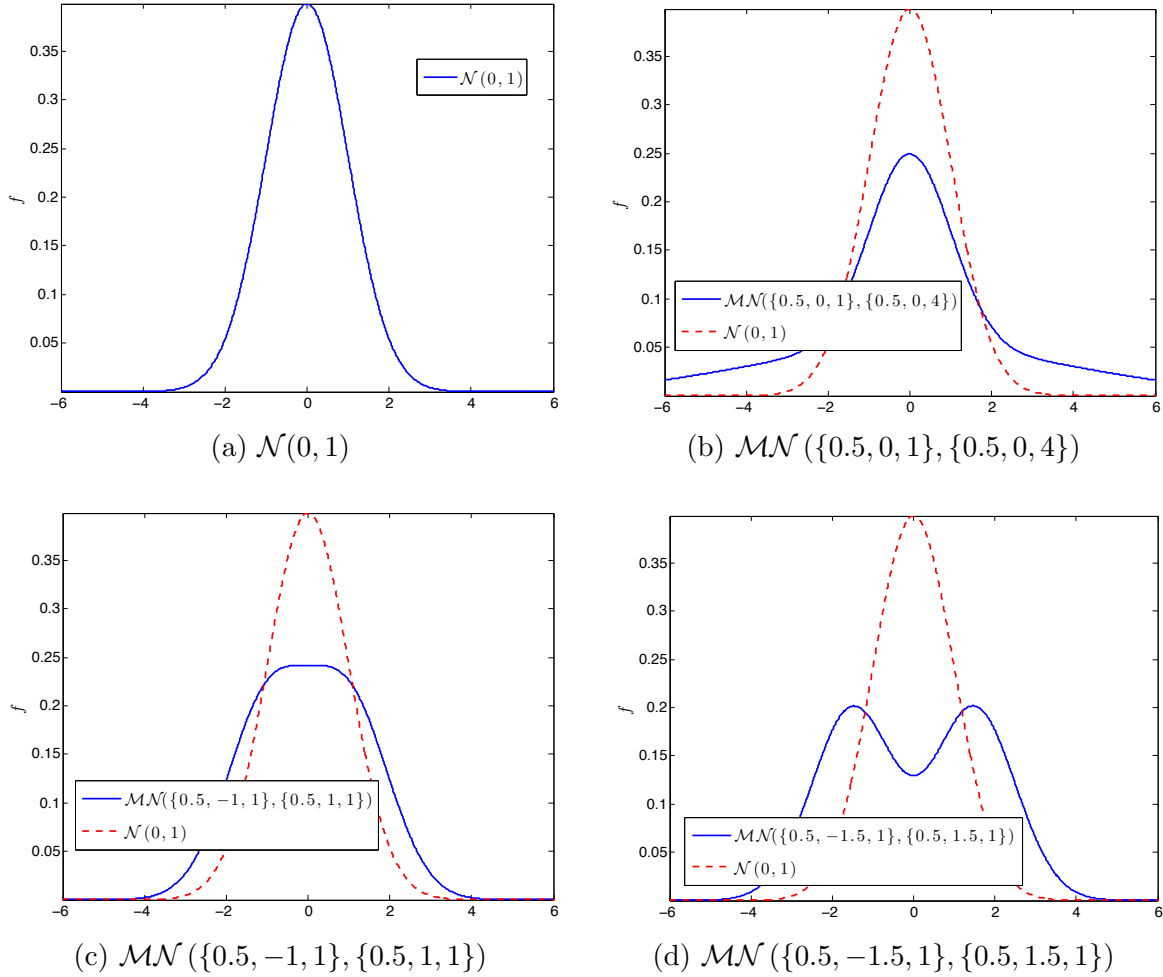 0.35
0.3
0.25
0.2
0.15
0.1
0.05
f
−6 −4 −2 0 2 4 6
𝒩(0, 1)
(a) 𝒩(0, 1)
0.35
0.3
0.25
0.2
0.15
0.1
0.05
f
−6 −4 −2 0 2 4 6
ℳ𝒩({0.5, 0, 1}, {0.5, 0, 4})
𝒩(0, 1)
(b) ℳ𝒩 ({0.5, 0, 1}, {0.5, 0, 4})
0.35
0.3
0.25
0.2
0.15
0.1
0.05
f
−6 −4 −2 0 2 4 6
ℳ𝒩({0.5, −1, 1}, {0.5, 1, 1})
𝒩(0, 1)
(c) ℳ𝒩 ({0.5, −1, 1}, {0.5, 1, 1})
0.35
0.3
0.25
0.2
0.15
0.1
0.05
f
−6 −4 −2 0 2 4 6
ℳ𝒩({0.5, −1.5, 1}, {0.5, 1.5, 1})
𝒩(0, 1)
(d) ℳ𝒩 ({0.5, −1.5, 1}, {0.5, 1.5, 1})